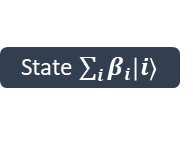 State ∑ᵢ βᵢ|i⟩